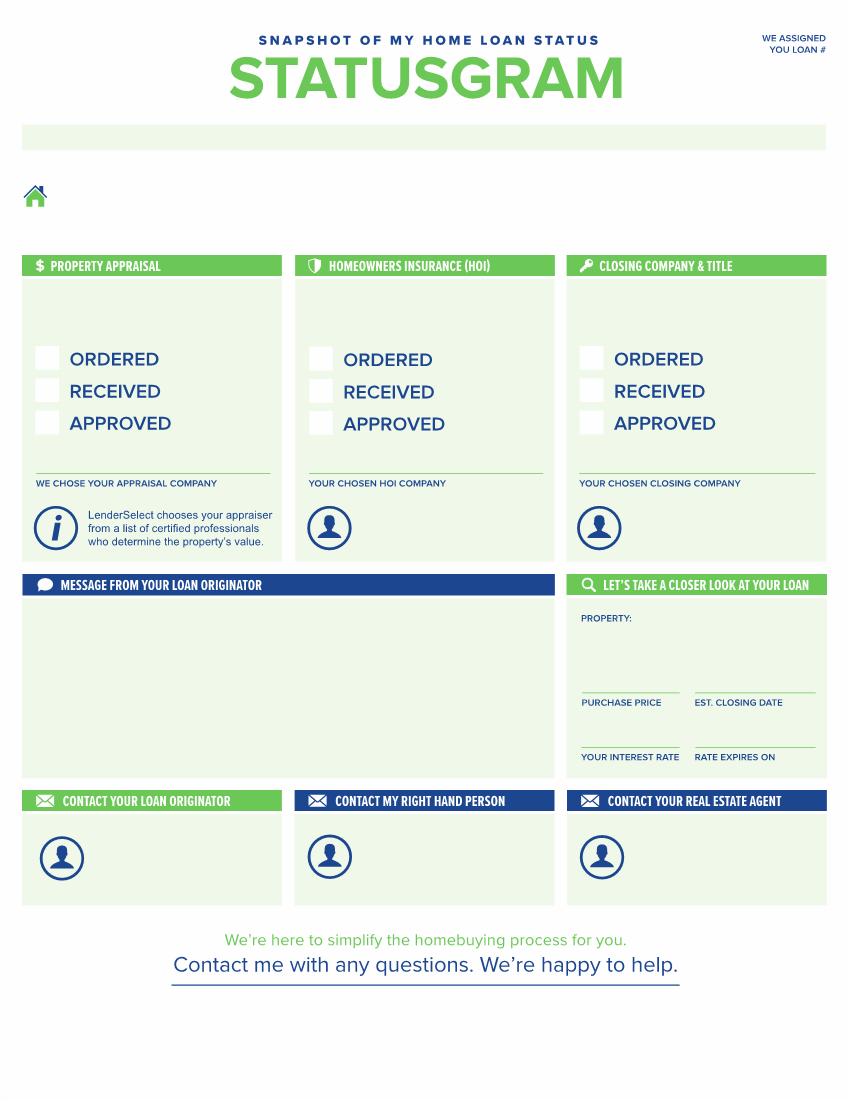 SNAPSHOT OF MY HOME LOAN STATUS
STATUSGRAM
WE ASSIGNED
YOU LOAN #
$ PROPERTY APPRAISAL
ORDERED
RECEIVED
APPROVED
WE CHOSE YOUR APPRAISAL COMPANY
i
LenderSelect chooses your appraiser
from a list of certified professionals
who determine the property's value.
HOMEOWNERS INSURANCE (HOI)
ORDERED
RECEIVED
APPROVED
YOUR CHOSEN HOI COMPANY
CLOSING COMPANY & TITLE
ORDERED
RECEIVED
APPROVED
YOUR CHOSEN CLOSING COMPANY
MESSAGE FROM YOUR LOAN ORIGINATOR
LET'S TAKE A CLOSER LOOK AT YOUR LOAN
PROPERTY:
PURCHASE PRICE
EST. CLOSING DATE
YOUR INTEREST RATE
RATE EXPIRES ON
CONTACT YOUR LOAN ORIGINATOR
CONTACT MY RIGHT HAND PERSON
CONTACT YOUR REAL ESTATE AGENT
We're here to simplify the homebuying process for you.
Contact me with any questions. We're happy to help.